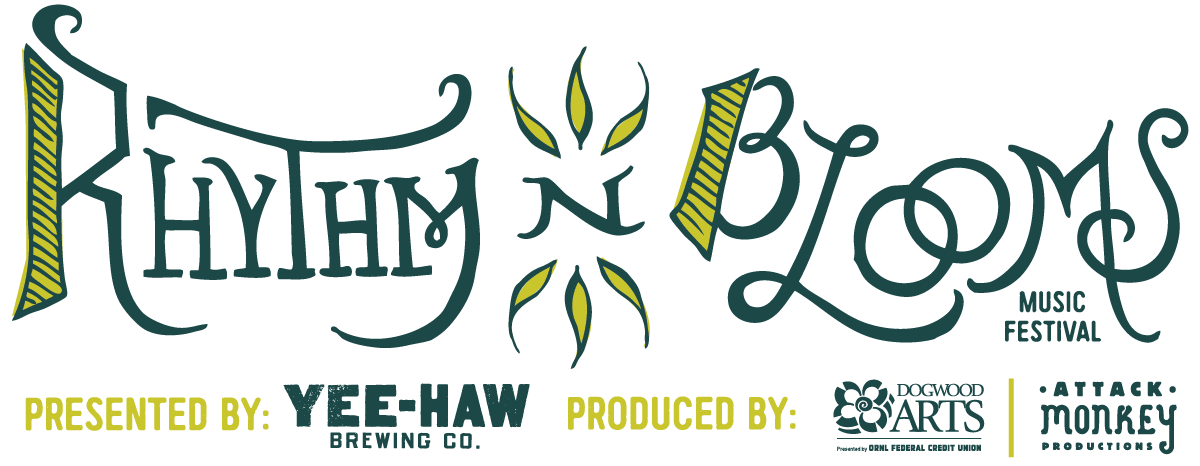 RHYTHM N BLOOMS
MUSIC
FESTIVAL
PRESENTED BY: YEE-HAW
BREWING CO.
PRODUCED BY:
DOGWOOD
ARTS
Presented by ORNL FEDERAL CREDIT UNION
·ATTACK·
MONKEY
PRODUCTIONS